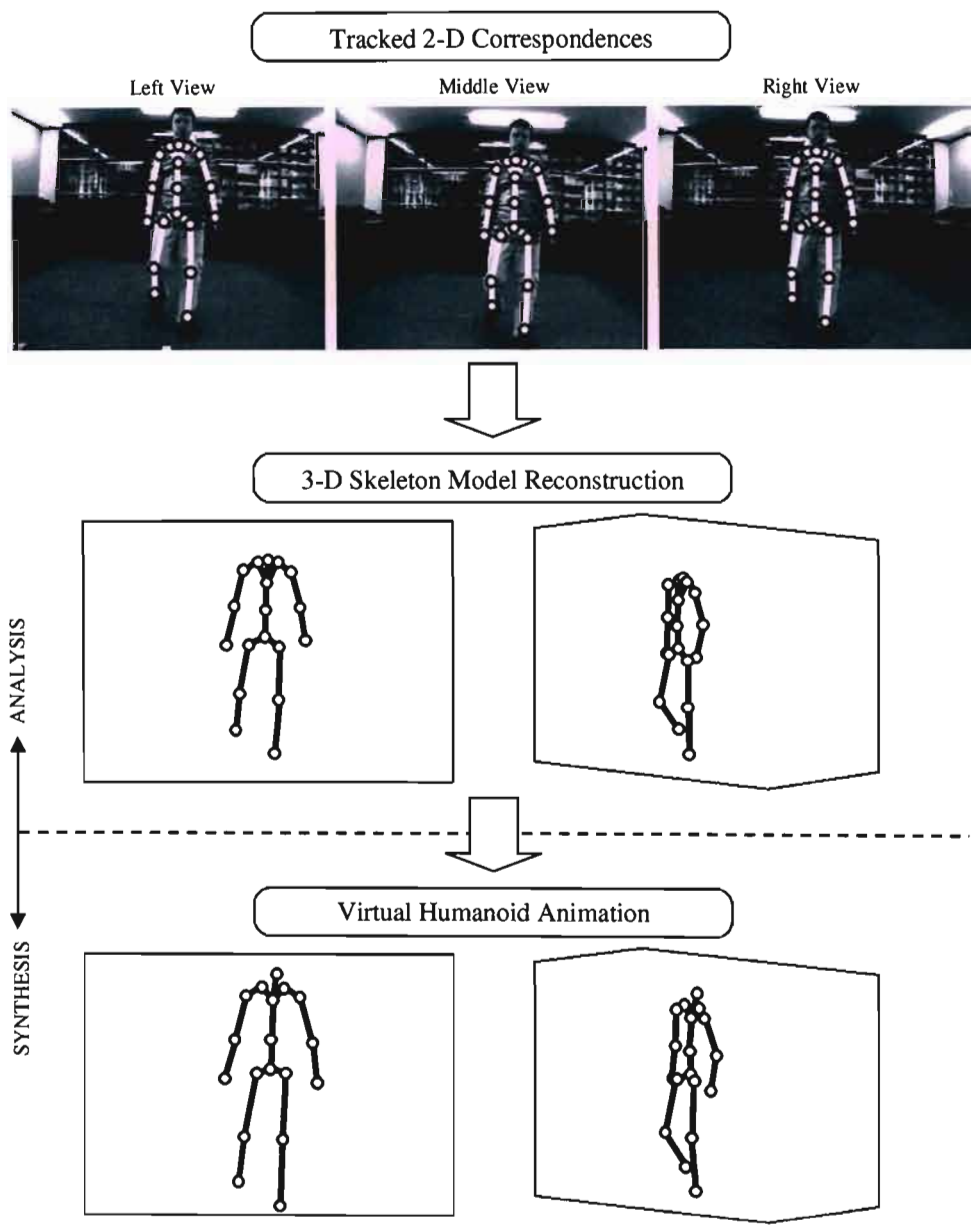 Tracked 2-D Correspondences
Left View
Middle View
Right View
3-D Skeleton Model Reconstruction
ANALYSIS
SYNTHESIS
Virtual Humanoid Animation